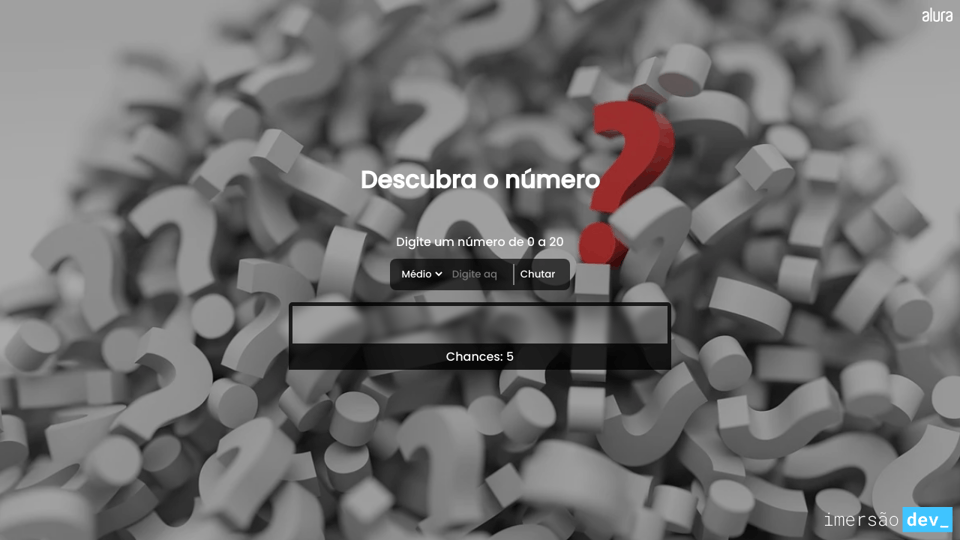 alura
Descubra o número
Digite um número de 0 a 20
Médio Digite aq Chutar
Chances: 5
imersão dev_